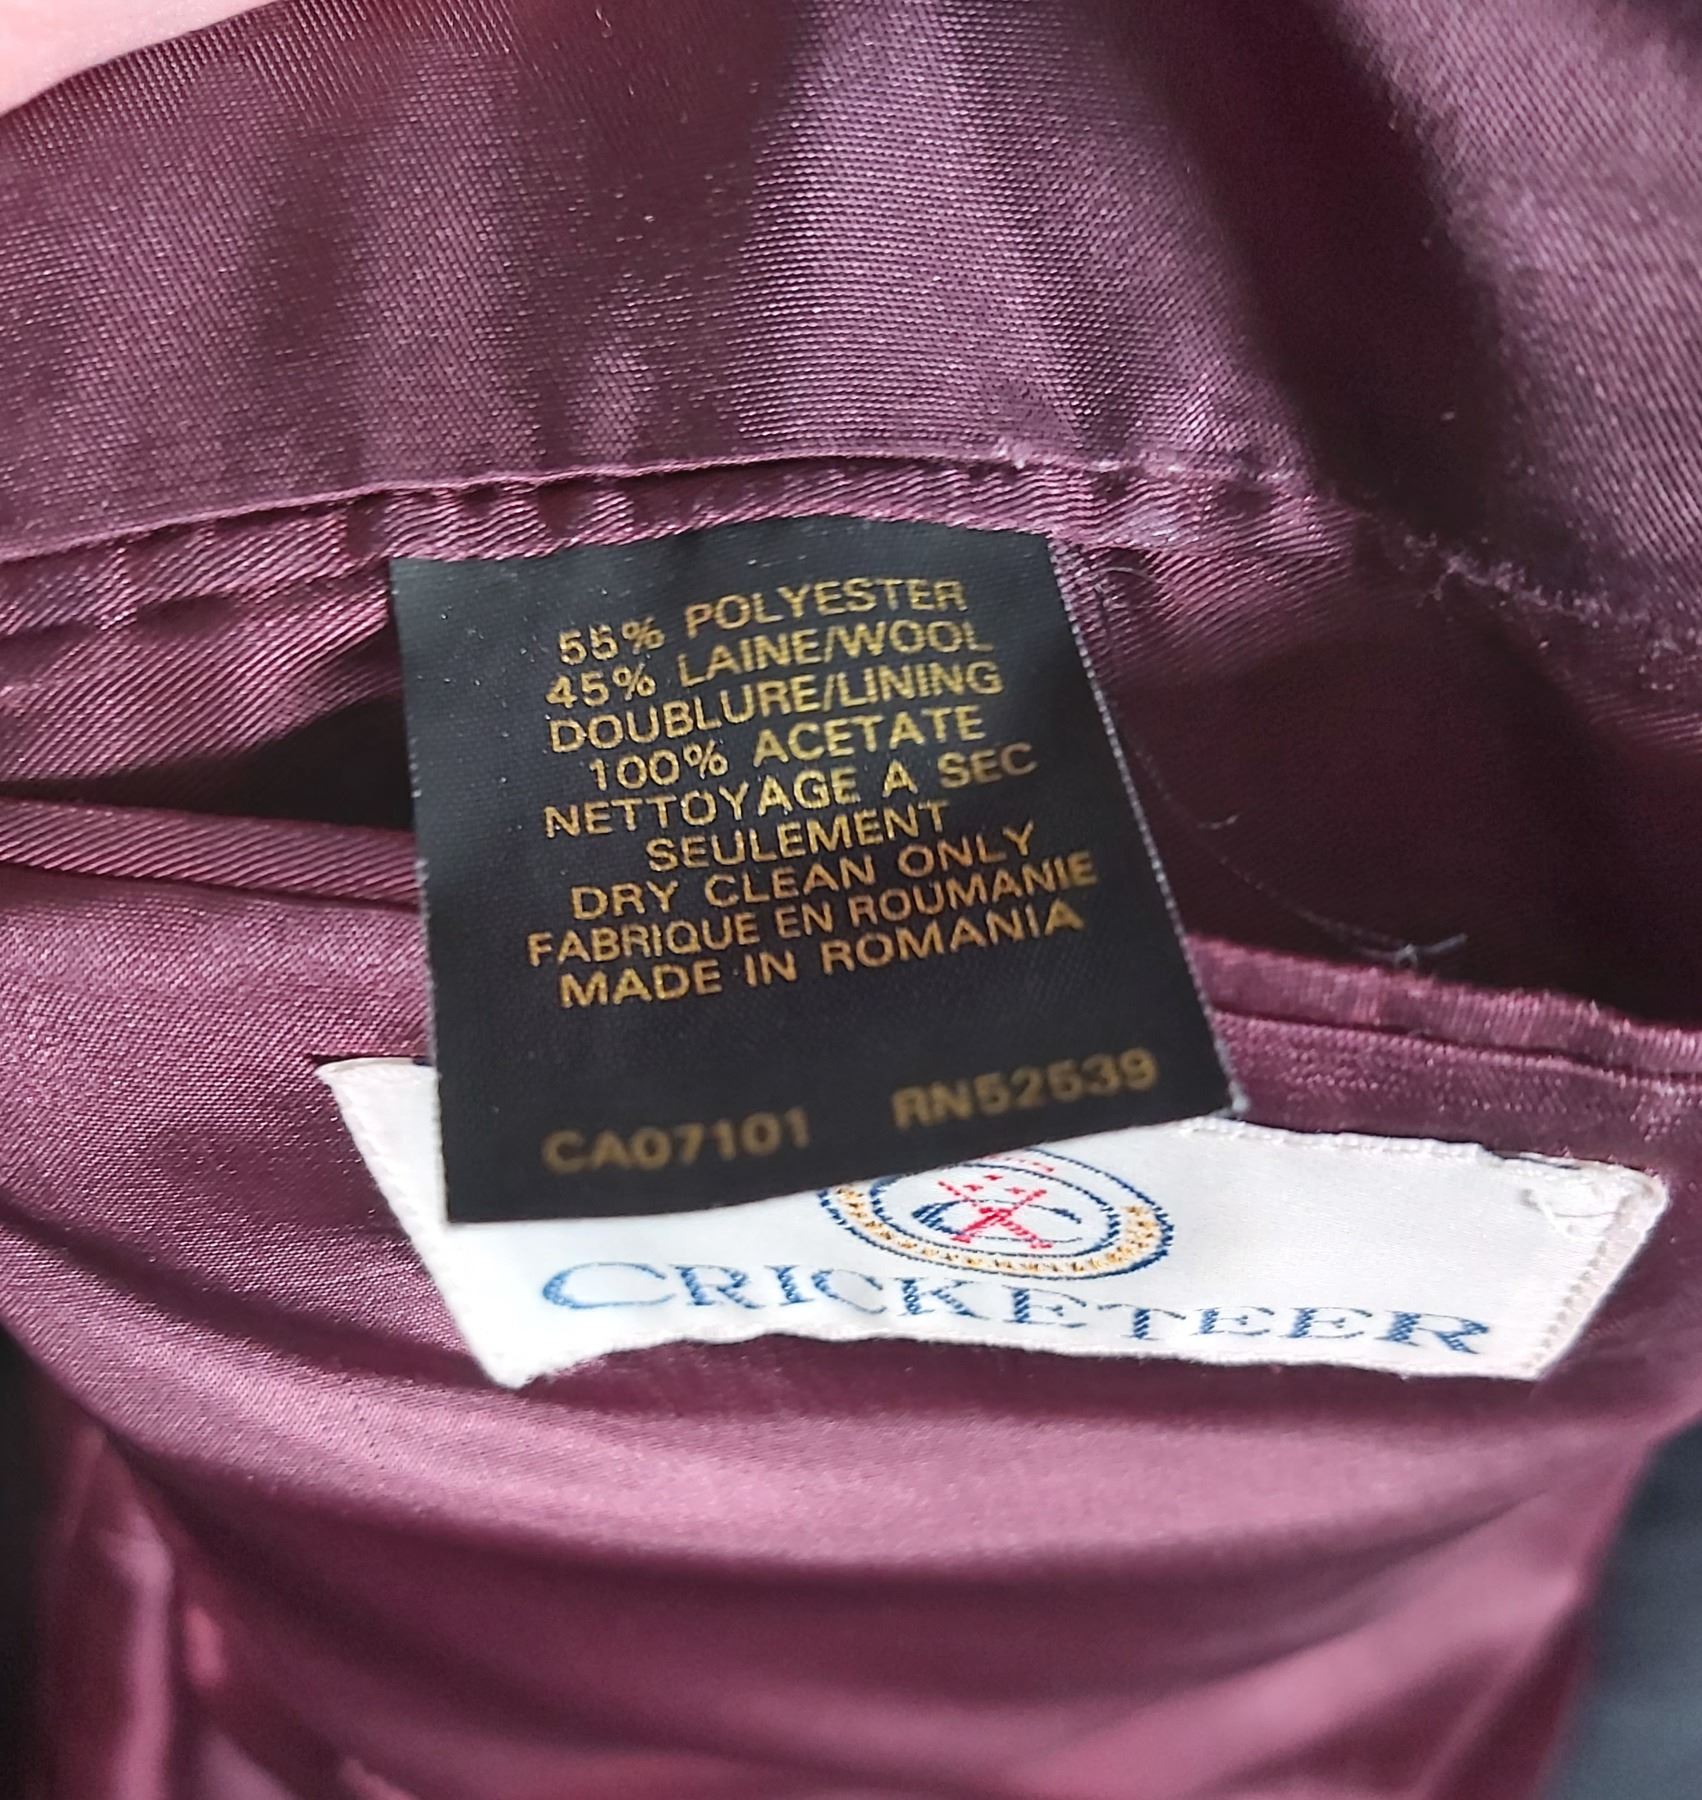 55% POLYESTER
45% LAINE/WOOL
DOUBLURE/LINING
100% ACETATE
NETTOYAGE A SEC
SEULEMENT
DRY CLEAN ONLY
FABRIQUE EN ROUMANIE
MADE IN ROMANIA
CA07101 RN52539
CRICKETEER